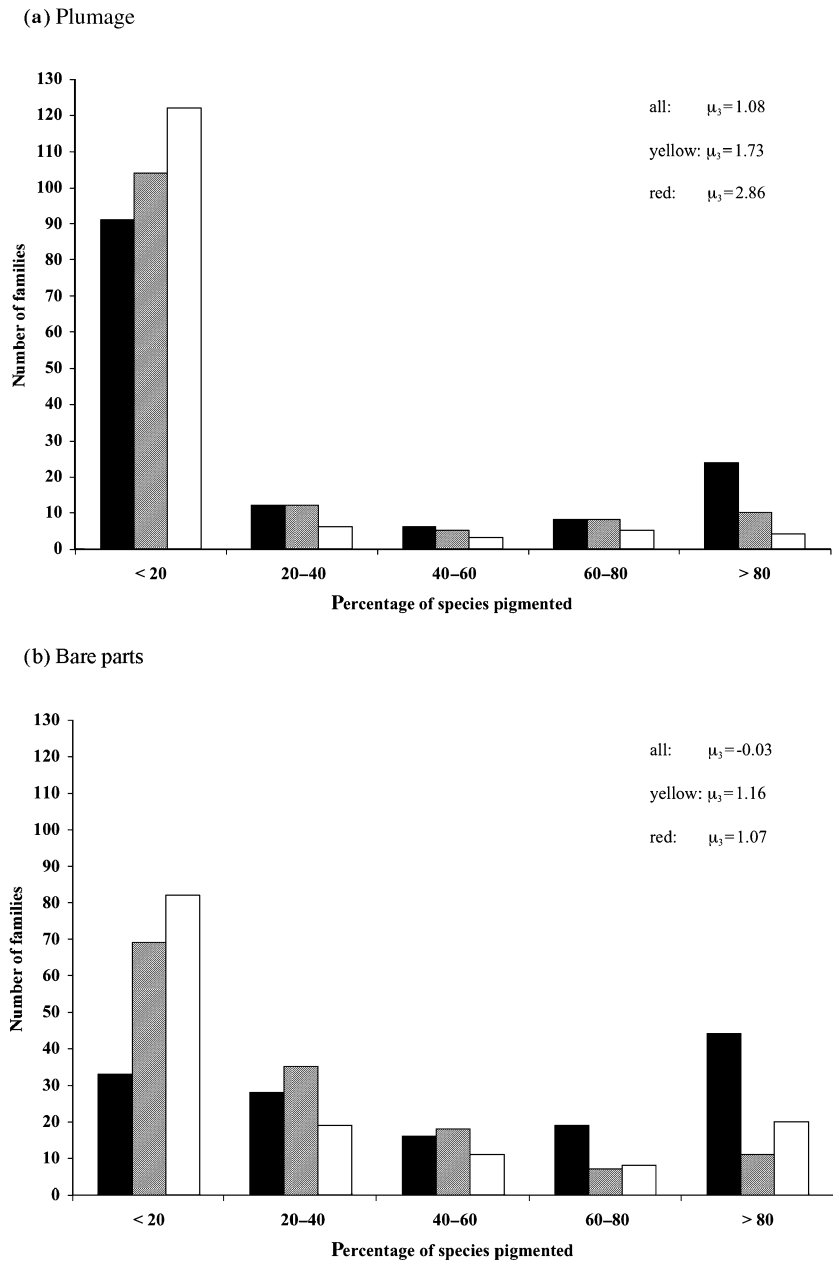 (a) Plumage
130
120
110
100
90
80
70
60
50
40
30
20
10
0
Number of families
all: μ3=1.08
yellow: μ3=1.73
red: μ3=2.86
< 20 20–40 40–60 60–80 > 80
Percentage of species pigmented
(b) Bare parts
130
120
110
100
90
80
70
60
50
40
30
20
10
0
Number of families
all: μ3=-0.03
yellow: μ3=1.16
red: μ3=1.07
< 20 20–40 40–60 60–80 > 80
Percentage of species pigmented